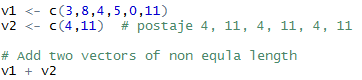 v1 <- c(3,8,4,5,0,11)
v2 <- c(4,11)  # postaje 4, 11, 4, 11, 4, 11
# Add two vectors of non equla length
v1 + v2